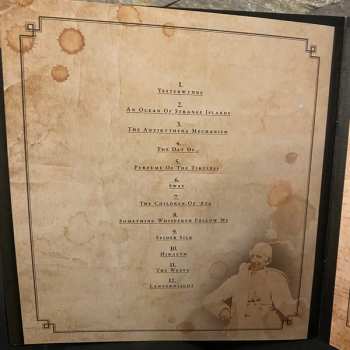 1.
Yesterwynde
2.
An Ocean Of Strange Islands
3.
The Antikythera Mechanism
4.
The Day Of...
5.
Perfume Of The Timeless
6.
Sway
7.
The Children Of 'Ata
8.
Something Whispered Follow Me
9.
Spider Silk
10.
Hiraeth
11.
The Weave
12.
Lanternlight